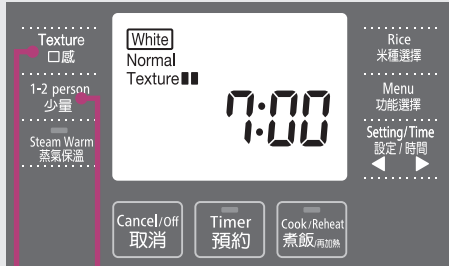 Texture
口感
1-2 person
少量
Steam Warm
蒸氣保溫
White
Normal
Texture
7:00
Rice
米種選擇
Menu
功能選擇
Setting/Time
設定/時間
Cancel/Off
取消
Timer
預約
Cook/Reheat
煮飯/再加熱